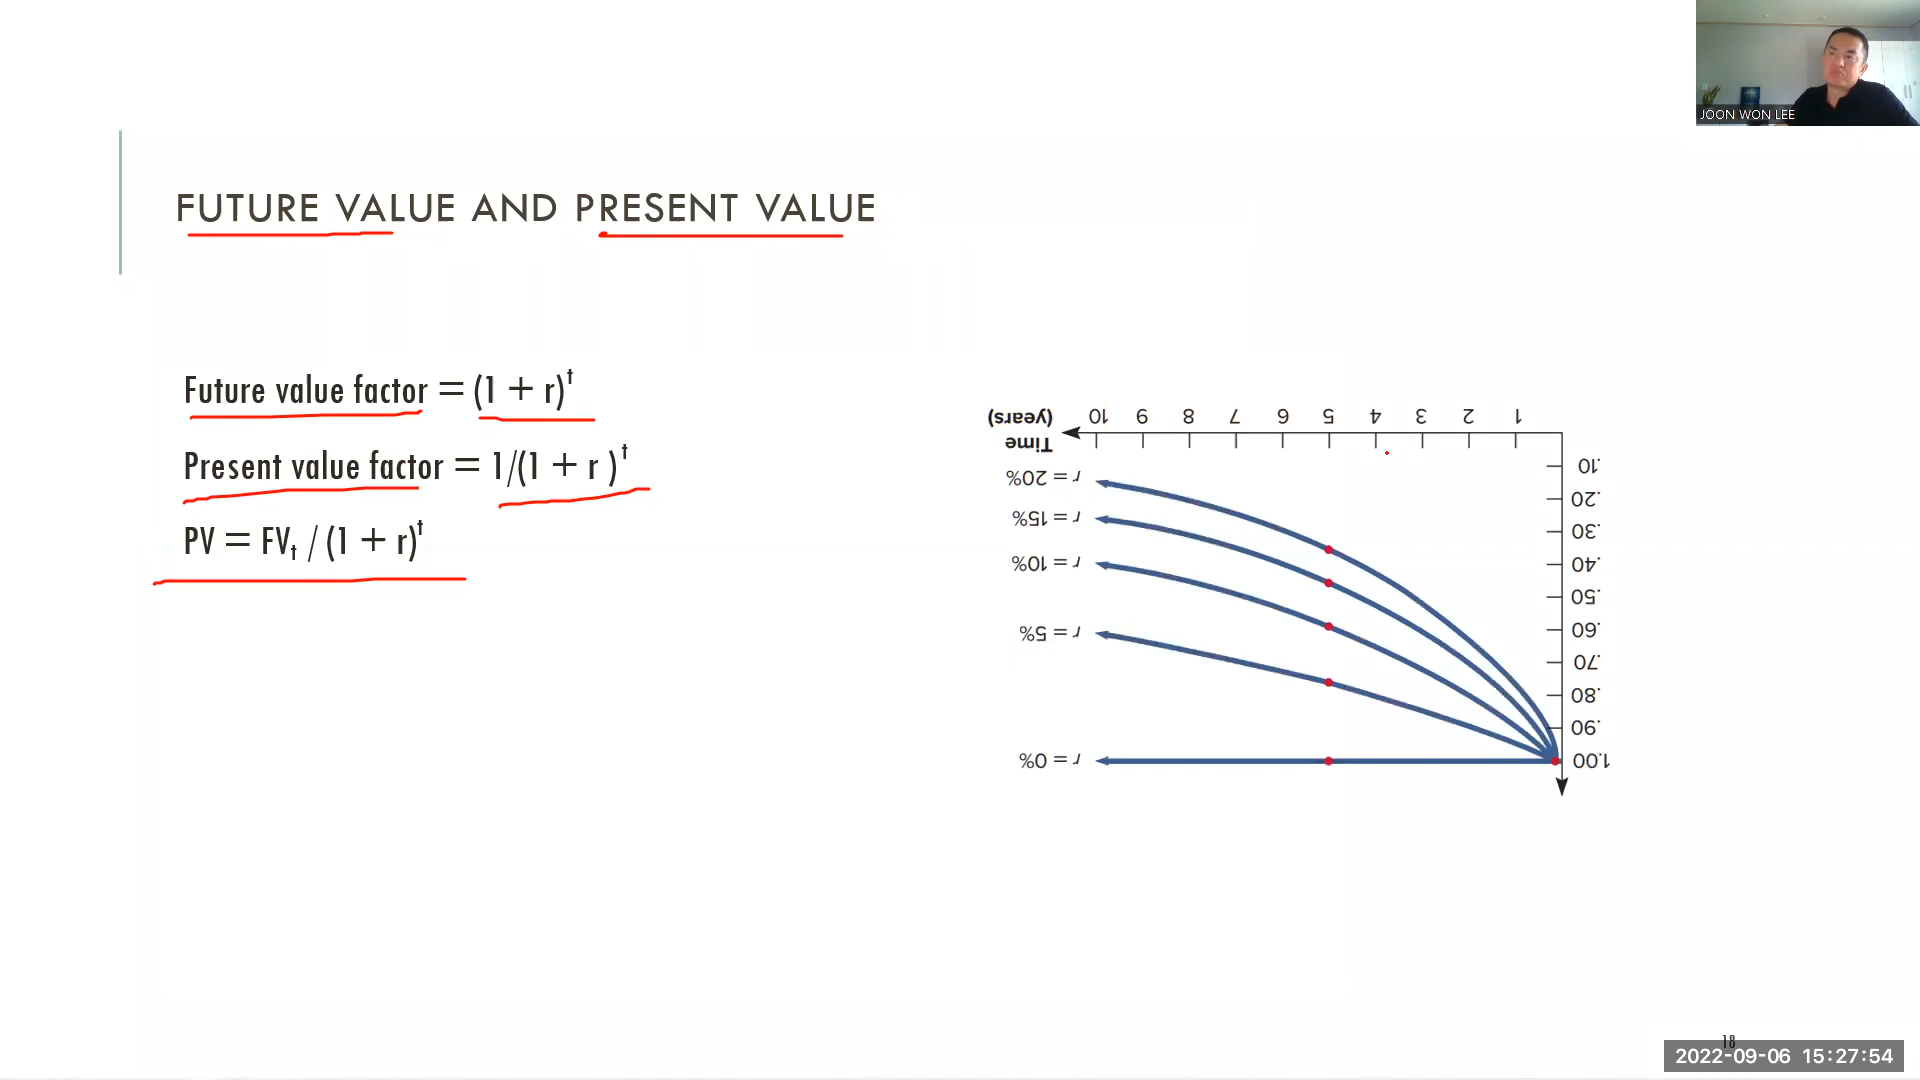 JOON WON LEE
FUTURE VALUE AND PRESENT VALUE
Future value factor = (1 + r)^t
Present value factor = 1/(1 + r )^t
PV = FV_t / (1 + r)^t
1.00
.90
.80
.70
.60
.50
.40
.30
.20
.10
r = 0%
r = 5%
r = 10%
r = 15%
r = 20%
1 2 3 4 5 6 7 8 9 10
Time
(years)
18
2022-09-06 15:27:54